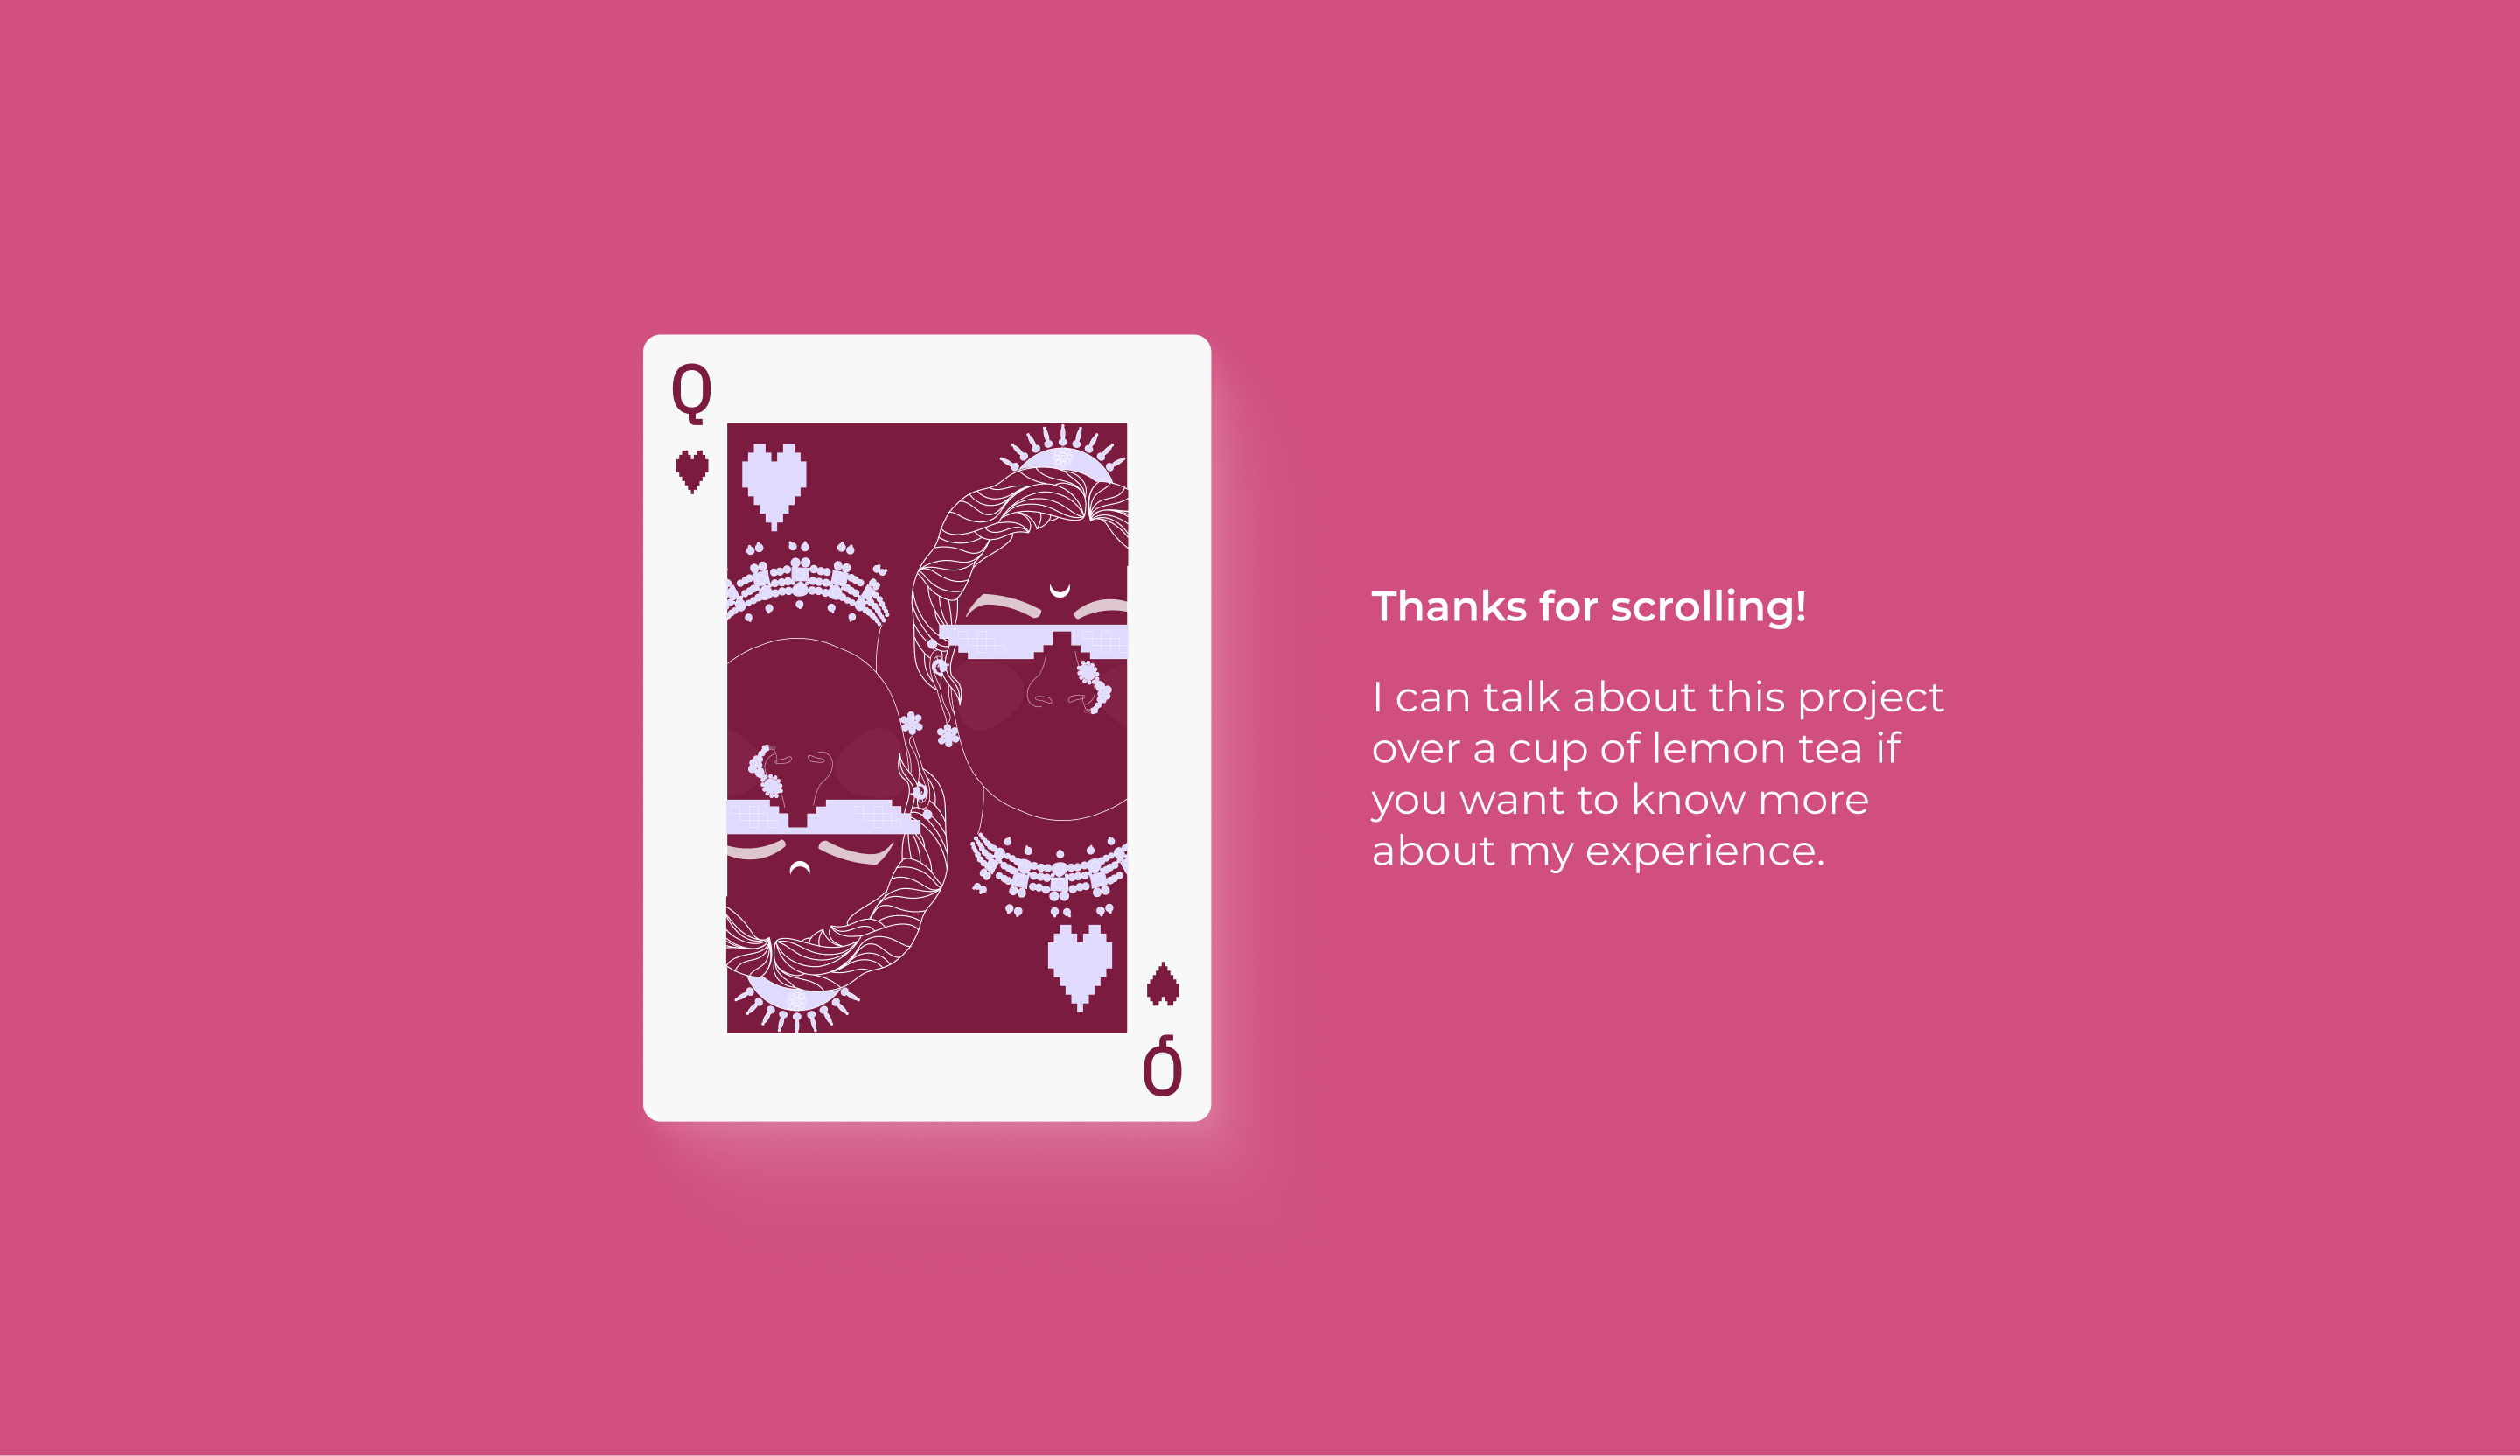 Q
Thanks for scrolling!
I can talk about this project
over a cup of lemon tea if
you want to know more
about my experience.
Q